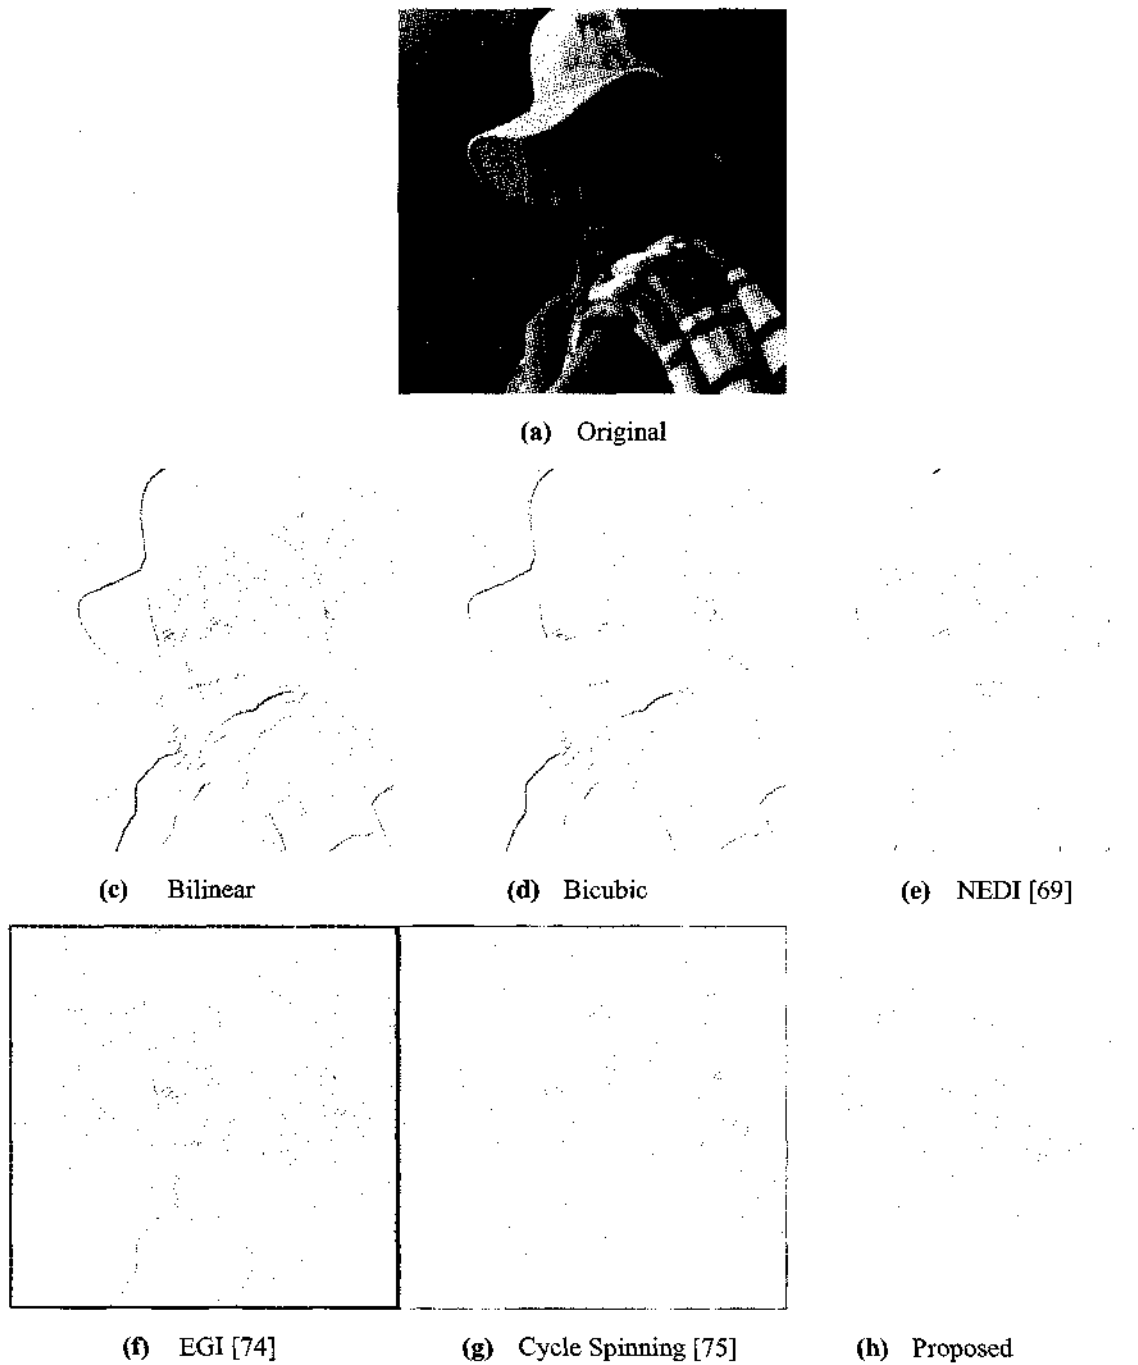 (a) Original
(c) Bilinear
(d) Bicubic
(e) NEDI [69]
(f) EGI [74]
(g) Cycle Spinning [75]
(h) Proposed